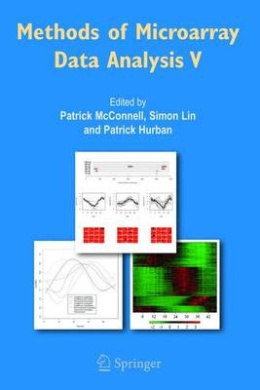 Methods of Microarray
Data Analysis V
Edited by
Patrick McConnell, Simon Lin
and Patrick Hurban
Springer